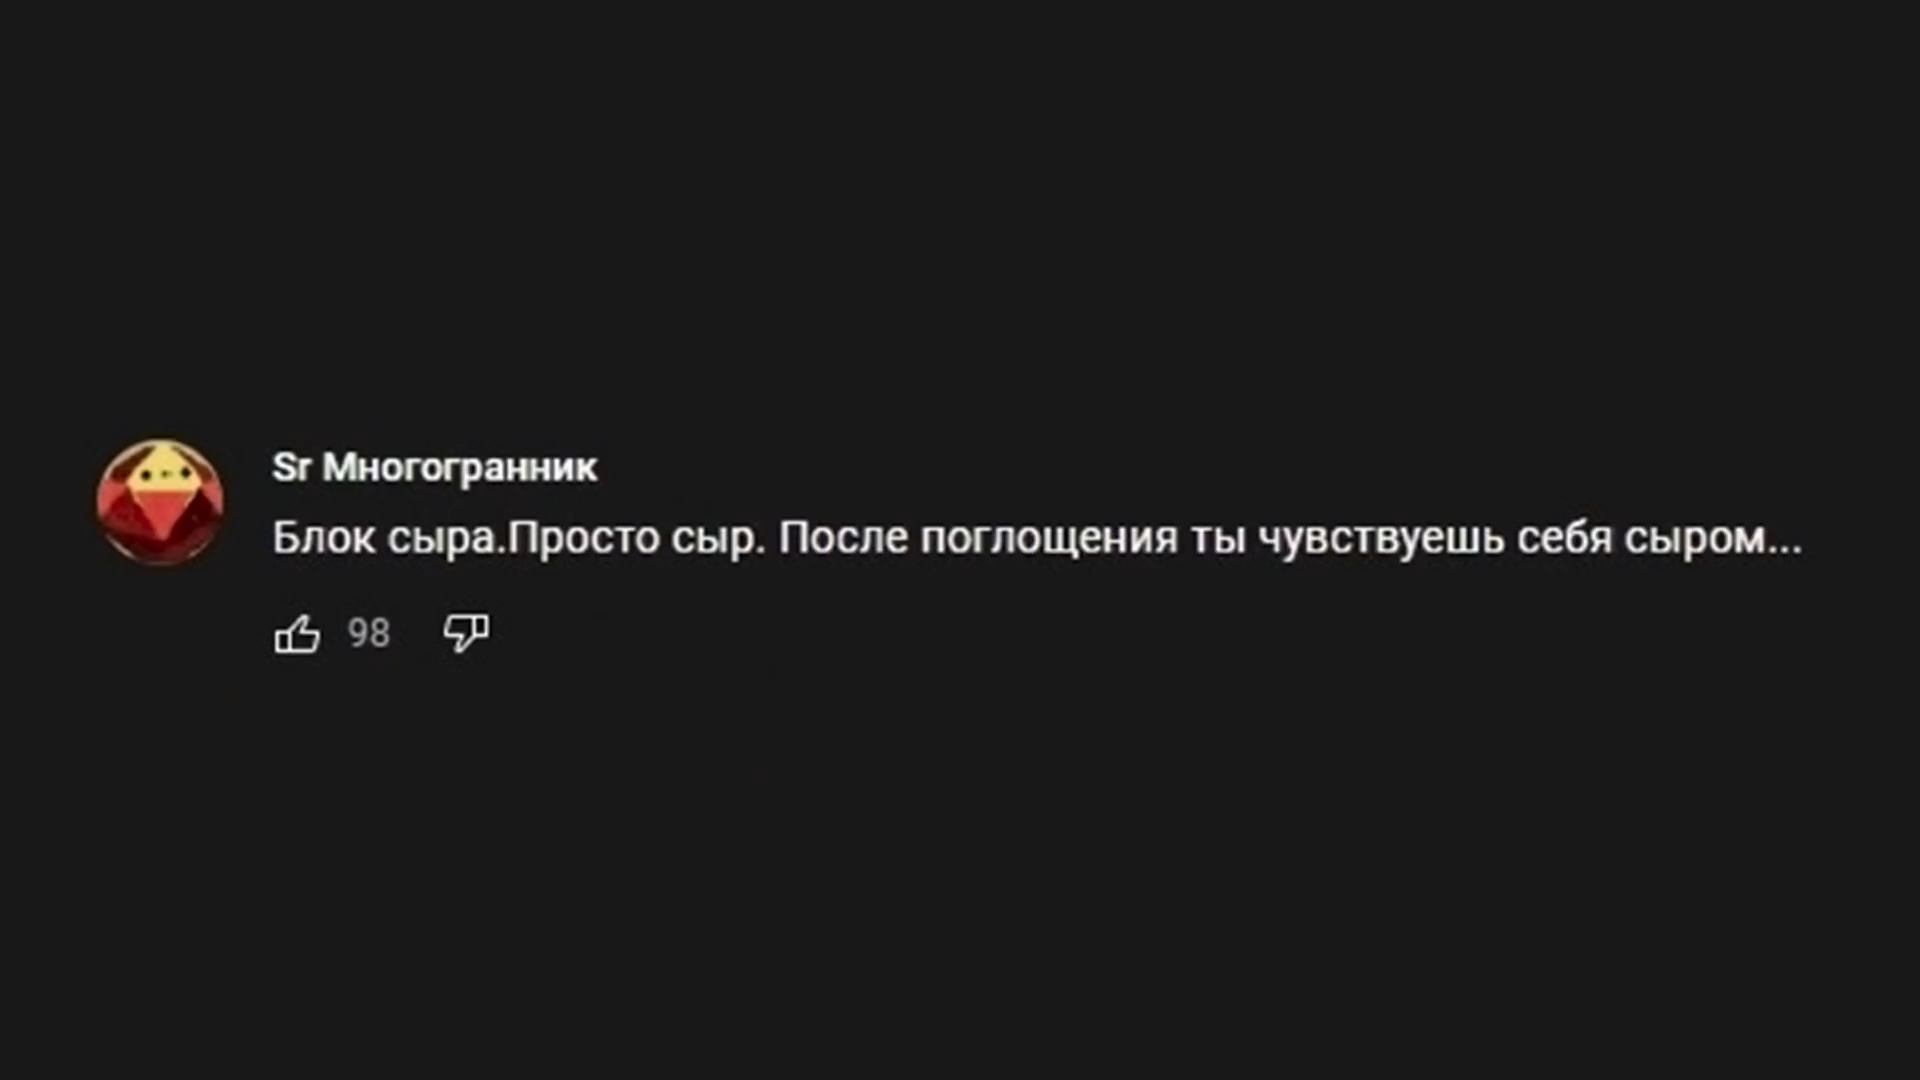 Sr Многогранник
Блок сыра.Просто сыр. После поглощения ты чувствуешь себя сыром...
98